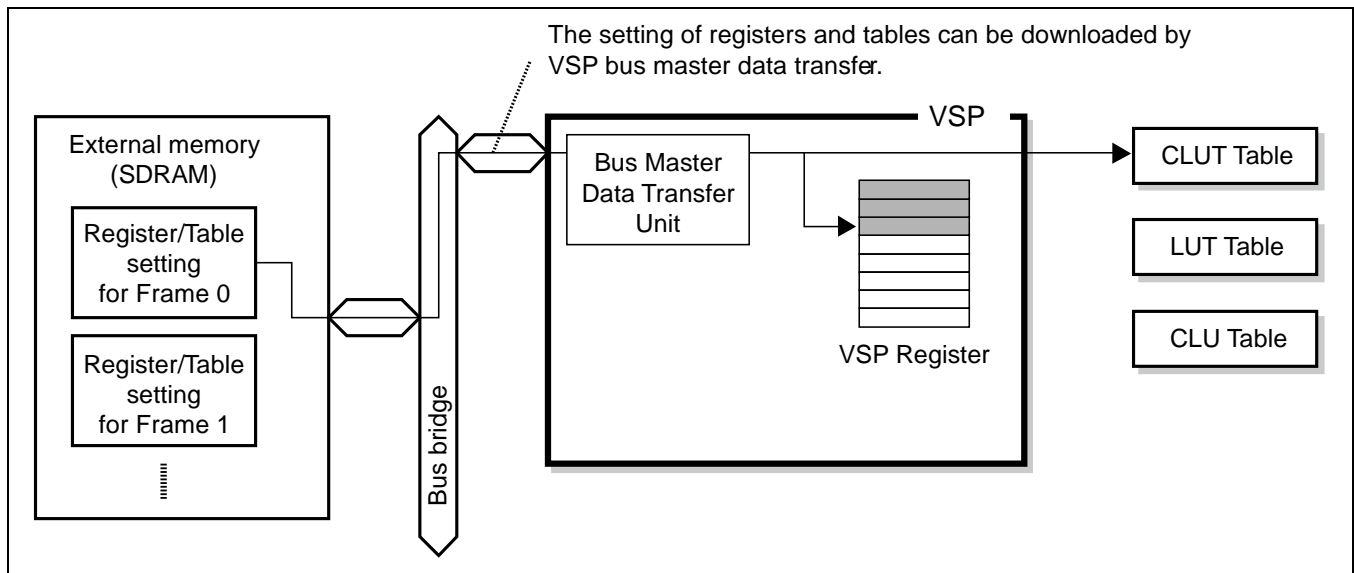 The setting of registers and tables can be downloaded by
VSP bus master data transfer.
External memory
(SDRAM)
Register/Table
setting
for Frame 0
Register/Table
setting
for Frame 1
Bus bridge
VSP
Bus Master
Data Transfer
Unit
VSP Register
CLUT Table
LUT Table
CLU Table